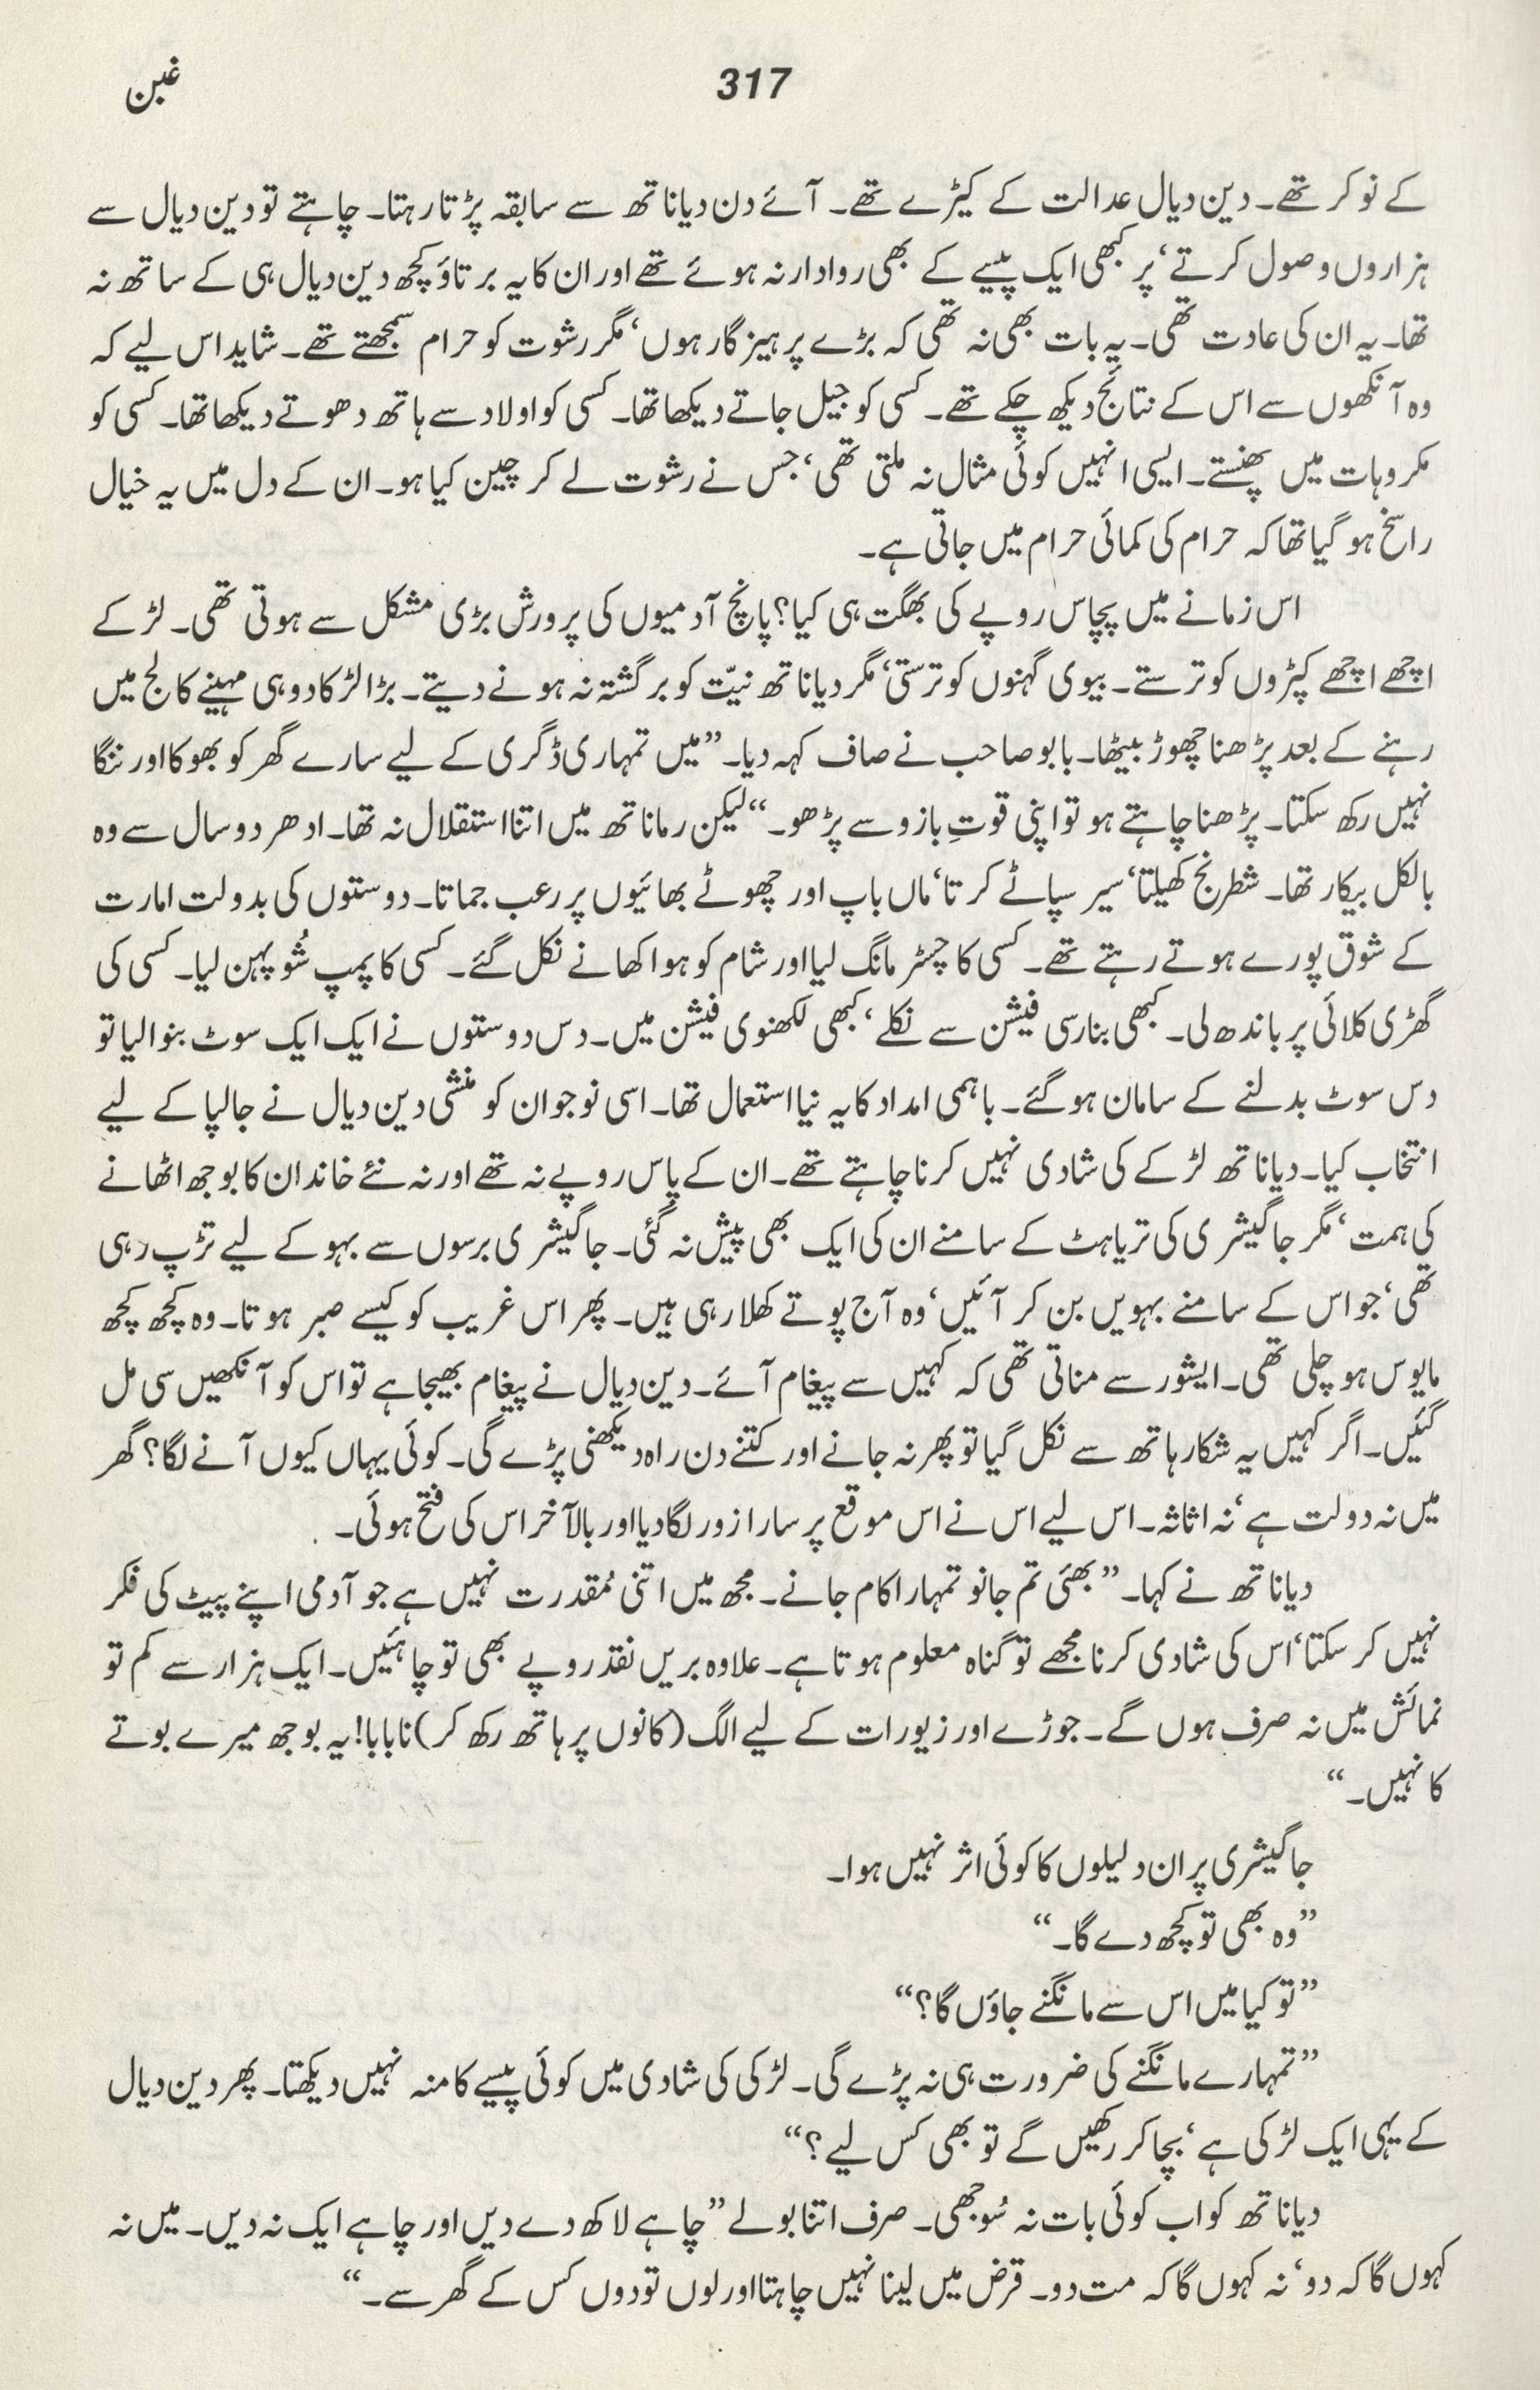 غبن
317
کے نوکر تھے۔ دین دیال عدالت کے کیڑے تھے۔ آئے دن دیاناتھ سے سابقہ پڑتا رہتا۔ چاہتے تو دین دیال سے
ہزاروں وصول کرتے‘ پر کبھی ایک پیسے کے بھی روادار نہ ہوئے تھے اور ان کا یہ برتاؤ کچھ دین دیال ہی کے ساتھ نہ
تھا۔ یہ ان کی عادت تھی۔ یہ بات بھی نہ تھی کہ بڑے پرہیزگار ہوں‘ مگر رشوت کو حرام سمجھتے تھے۔ شاید اس لیے کہ
وہ آنکھوں سے اس کے نتائج دیکھ چکے تھے۔ کسی کو جیل جاتے دیکھا تھا۔ کسی کو اولاد سے ہاتھ دھوتے دیکھا تھا۔ کسی کو
مکروہات میں پھنستے۔ ایسی انہیں کوئی مثال نہ ملتی تھی‘ جس نے رشوت لے کر چین کیا ہو۔ ان کے دل میں یہ خیال
راسخ ہو گیا تھا کہ حرام کی کمائی حرام میں جاتی ہے۔
اس زمانے میں پچاس روپے کی بھگت ہی کیا؟ پانچ آدمیوں کی پرورش بڑی مشکل سے ہوتی تھی۔ لڑکے
اچھے اچھے کپڑوں کو ترستے۔ بیوی گہنوں کو ترستی‘ مگر دیاناتھ نیّت کو برگشتہ نہ ہونے دیتے۔ بڑا لڑکا دو ہی مہینے کالج میں
رہنے کے بعد پڑھنا چھوڑ بیٹھا۔ بابو صاحب نے صاف کہہ دیا۔ ”میں تمہاری ڈگری کے لیے سارے گھر کو بھوکا اور ننگا
نہیں رکھ سکتا۔ پڑھنا چاہتے ہو تو اپنی قوتِ بازو سے پڑھو۔“ لیکن رماناتھ میں اتنا استقلال نہ تھا۔ ادھر دو سال سے وہ
بالکل بیکار تھا۔ شطرنج کھیلتا‘ سیر سپاٹے کرتا‘ ماں باپ اور چھوٹے بھائیوں پر رعب جماتا۔ دوستوں کی بدولت امارت
کے شوق پورے ہوتے رہتے تھے۔ کسی کا چسٹر مانگ لیا اور شام کو ہوا کھانے نکل گئے۔ کسی کا پمپ شُو پہن لیا۔ کسی کی
گھڑی کلائی پر باندھ لی۔ کبھی بنارسی فیشن سے نکلے‘ کبھی لکھنوی فیشن میں۔ دس دوستوں نے ایک ایک سوٹ بنوالیا تو
دس سوٹ بدلنے کے سامان ہوگئے۔ باہمی امداد کا یہ نیا استعمال تھا۔ اسی نوجوان کو منشی دین دیال نے جالپا کے لیے
انتخاب کیا۔ دیاناتھ لڑکے کی شادی نہیں کرنا چاہتے تھے۔ ان کے پاس روپے نہ تھے اور نہ نئے خاندان کا بوجھ اٹھانے
کی ہمت‘ مگر جاگیشری کی تریاہٹ کے سامنے ان کی ایک بھی پیش نہ گئی۔ جاگیشری برسوں سے بہو کے لیے تڑپ رہی
تھی‘ جو اس کے سامنے بہویں بن کر آئیں‘ وہ آج پوتے کھلا رہی ہیں۔ پھر اس غریب کو کیسے صبر ہوتا۔ وہ کچھ کچھ
مایوس ہو چلی تھی۔ ایشور سے مناتی تھی کہ کہیں سے پیغام آئے۔ دین دیال نے پیغام بھیجا ہے تو اس کو آنکھیں سی مل
گئیں۔ اگر کہیں یہ شکار ہاتھ سے نکل گیا تو پھر نہ جانے اور کتنے دن راہ دیکھنی پڑے گی۔ کوئی یہاں کیوں آنے لگا؟ گھر
میں نہ دولت ہے‘ نہ اثاثہ۔ اس لیے اس نے اس موقع پر سارا زور لگا دیا اور بالآخر اس کی فتح ہوئی۔
دیاناتھ نے کہا۔ ”بھئی تم جانو تمہارا کام جانے۔ مجھ میں اتنی مُقدرت نہیں ہے جو آدمی اپنے پیٹ کی فکر
نہیں کر سکتا‘ اس کی شادی کرنا مجھے تو گناہ معلوم ہوتا ہے۔ علاوہ بریں نقد روپے بھی تو چاہئیں۔ ایک ہزار سے کم تو
نمائش میں نہ صرف ہوں گے۔ جوڑے اور زیورات کے لیے الگ (کانوں پر ہاتھ رکھ کر) نا بابا! یہ بوجھ میرے بوتے
کا نہیں۔“
جاگیشری پر ان دلیلوں کا کوئی اثر نہیں ہوا۔
”وہ بھی تو کچھ دے گا۔“
”تو کیا میں اس سے مانگنے جاؤں گا؟“
”تمہارے مانگنے کی ضرورت ہی نہ پڑے گی۔ لڑکی کی شادی میں کوئی پیسے کا منہ نہیں دیکھتا۔ پھر دین دیال
کے یہی ایک لڑکی ہے‘ بچا کر رکھیں گے تو بھی کس لیے؟“
دیاناتھ کو اب کوئی بات نہ سُوجھی۔ صرف اتنا بولے ”چاہے لاکھ دے دیں اور چاہے ایک نہ دیں۔ میں نہ
کہوں گا کہ دو‘ نہ کہوں گا کہ مت دو۔ قرض میں لینا نہیں چاہتا اور لوں تو دوں کس کے گھر سے۔“